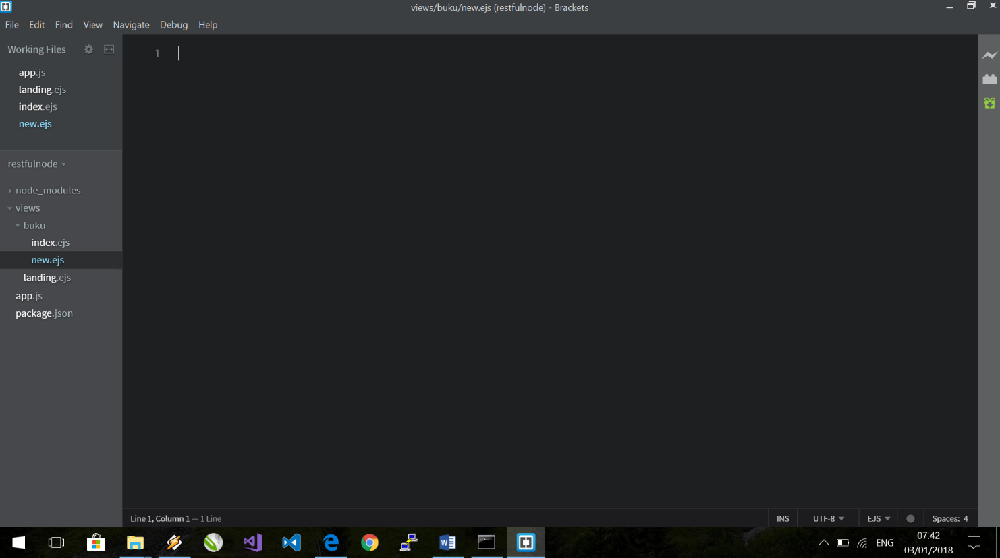 views/buku/new.ejs (restfulnode) - Brackets
File Edit Find View Navigate Debug Help
Working Files
app.js
landing.ejs
index.ejs
new.ejs
restfulnode
node_modules
views
buku
index.ejs
new.ejs
landing.ejs
app.js
package.json
1
Line 1, Column 1 — 1 Line
INS UTF-8 EJS Spaces: 4
ENG
07.42
03/01/2018